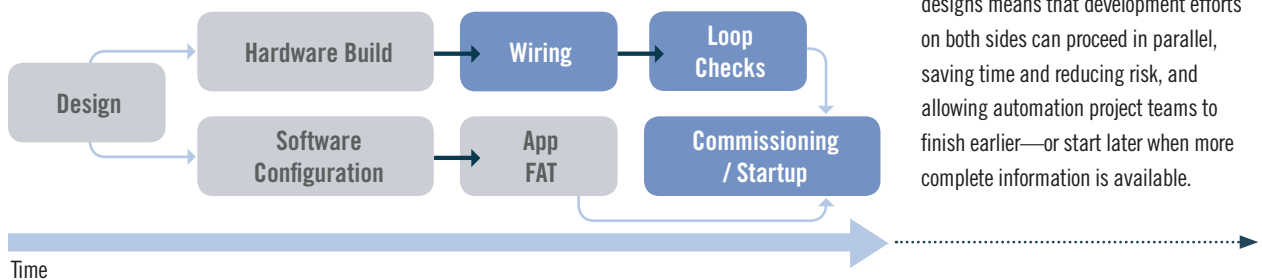 Design
Hardware Build
Wiring
Loop
Checks
Software
Configuration
App
FAT
Commissioning
/ Startup
Time
designs means that development efforts
on both sides can proceed in parallel,
saving time and reducing risk, and
allowing automation project teams to
finish earlier—or start later when more
complete information is available.